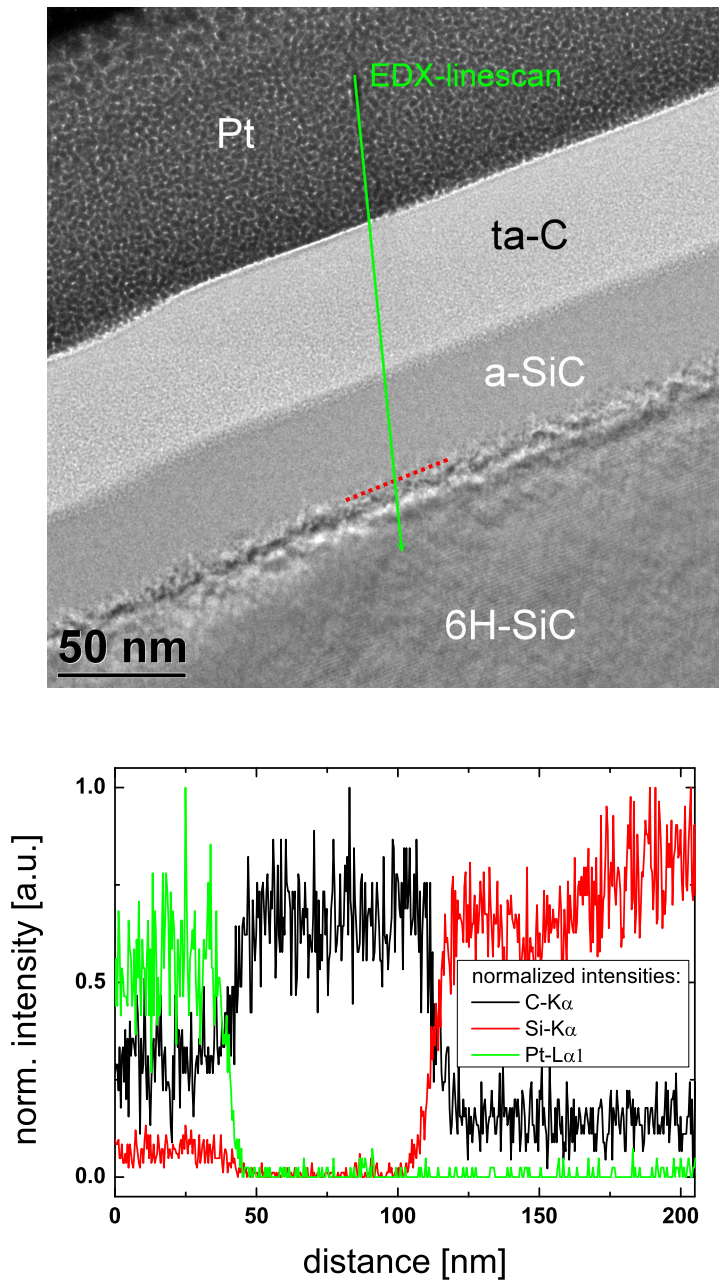 EDX-linescan
Pt
ta-C
a-SiC
6H-SiC
50 nm
1.0
0.5
0.0
norm. intensity [a.u.]
normalized intensities:
C-Kα
Si-Kα
Pt-Lα1
0 50 100 150 200
distance [nm]